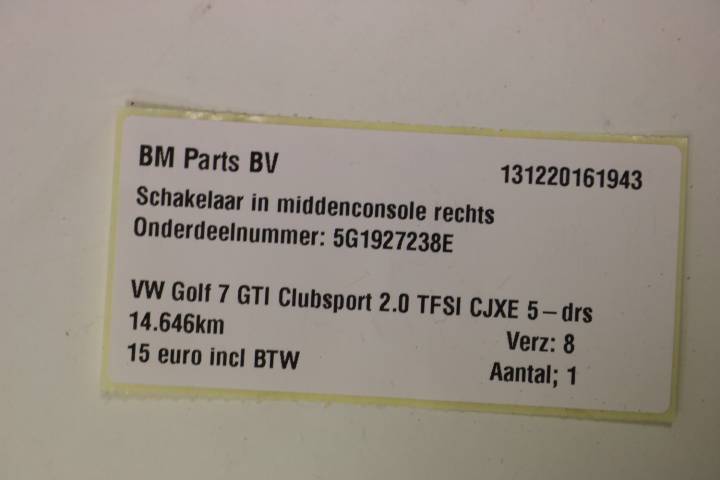 BM Parts BV 131220161943
Schakelaar in middenconsole rechts
Onderdeelnummer: 5G1927238E
VW Golf 7 GTI Clubsport 2.0 TFSI CJXE 5-drs
14.646km Verz: 8
15 euro incl BTW Aantal; 1